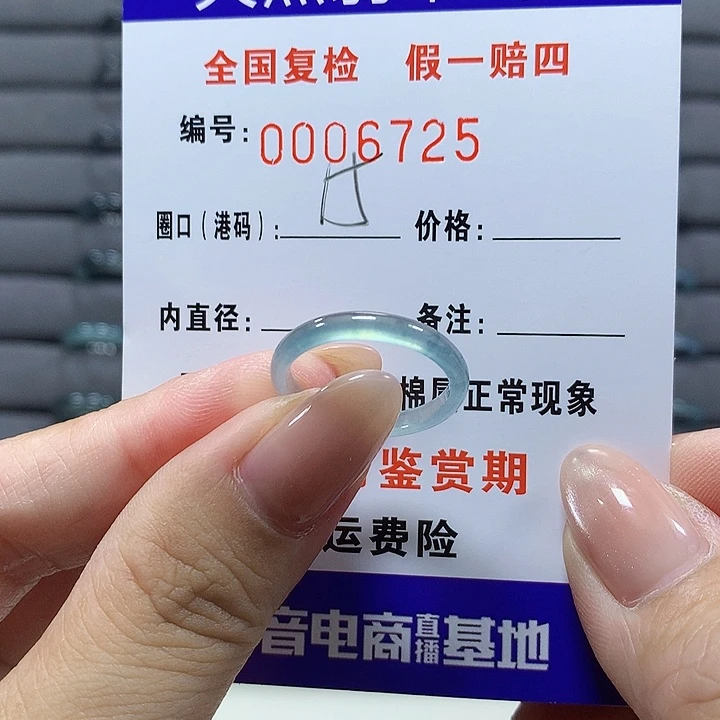 全国复检 假一赔四
编号:0006725
圈口(港码): 价格:
内直径: 备注:
棉属正常现象
鉴赏期
运费险
音电商直播基地